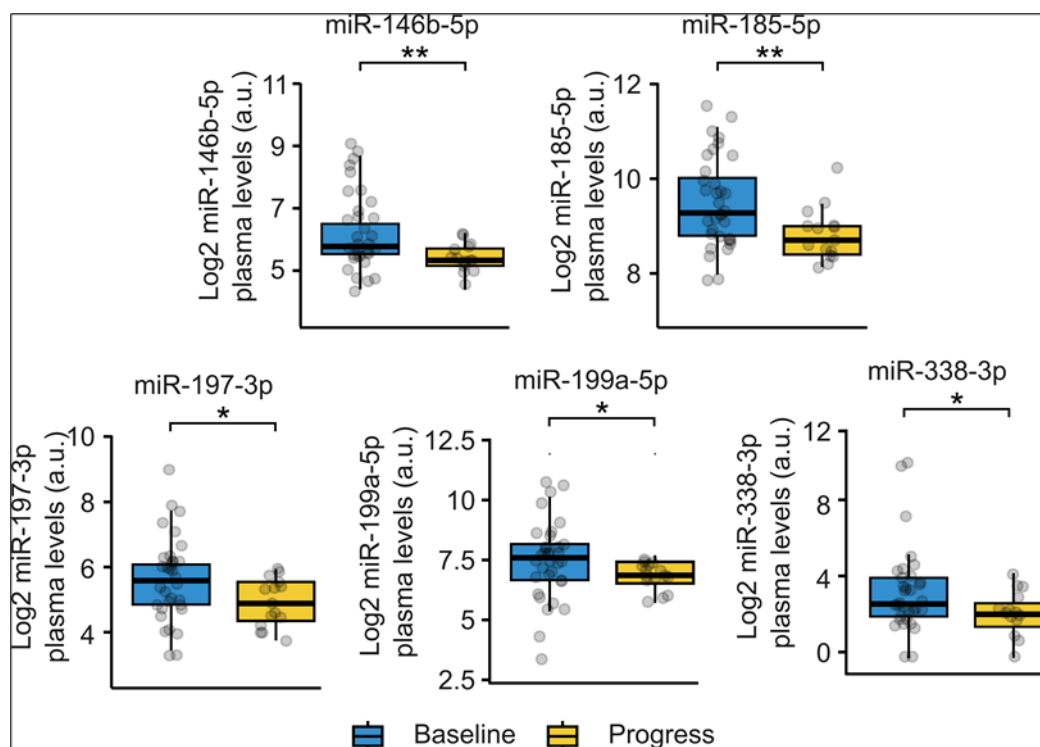 miR-146b-5p
**
Log2 miR-146b-5p
plasma levels (a.u.)
11
9
7
5
miR-185-5p
**
Log2 miR-185-5p
plasma levels (a.u.)
12
10
8
miR-197-3p
*
Log2 miR-197-3p
plasma levels (a.u.)
10
8
6
4
miR-199a-5p
*
Log2 miR-199a-5p
plasma levels (a.u.)
12.5
10
7.5
5
2.5
miR-338-3p
*
Log2 miR-338-3p
plasma levels (a.u.)
12
8
4
0
Baseline Progress